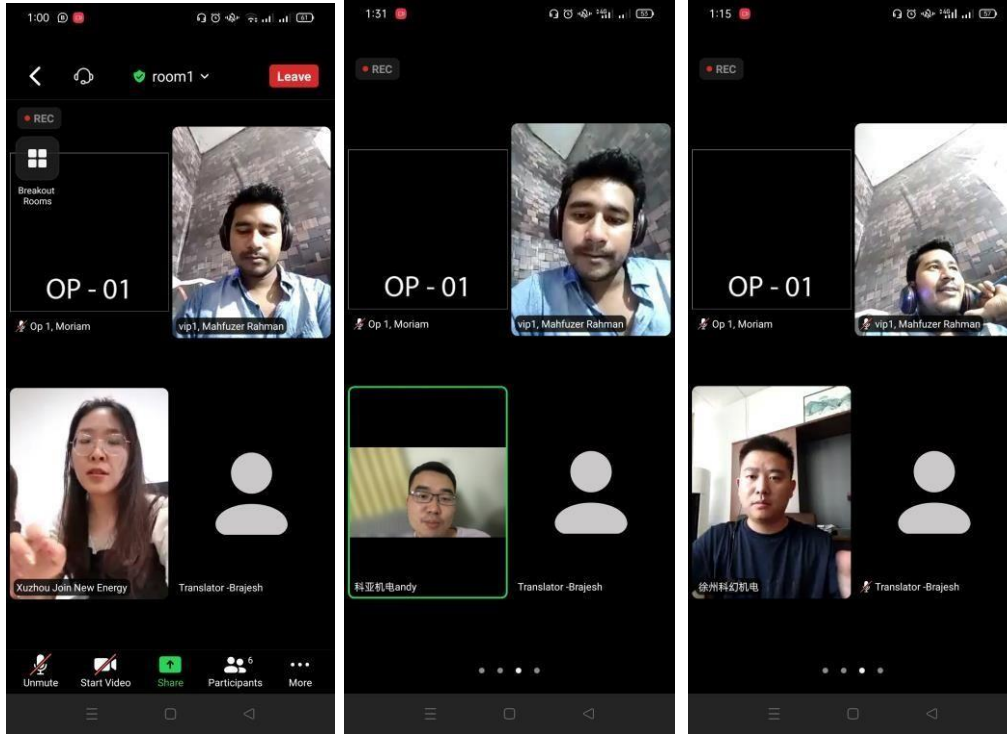 1:00
61
room1
Leave
REC
Breakout
Rooms
OP - 01
Op 1, Moriam
vip1, Mahfuzer Rahman
Xuzhou Join New Energy
Translator -Brajesh
6
Unmute
Start Video
Share
Participants
More
1:31
REC
OP - 01
Op 1, Moriam
vip1, Mahfuzer Rahman
科亚机电andy
Translator -Brajesh
1:15
57
REC
OP - 01
Op 1, Moriam
vip1, Mahfuzer Rahman
徐州科幻机电
Translator -Brajesh